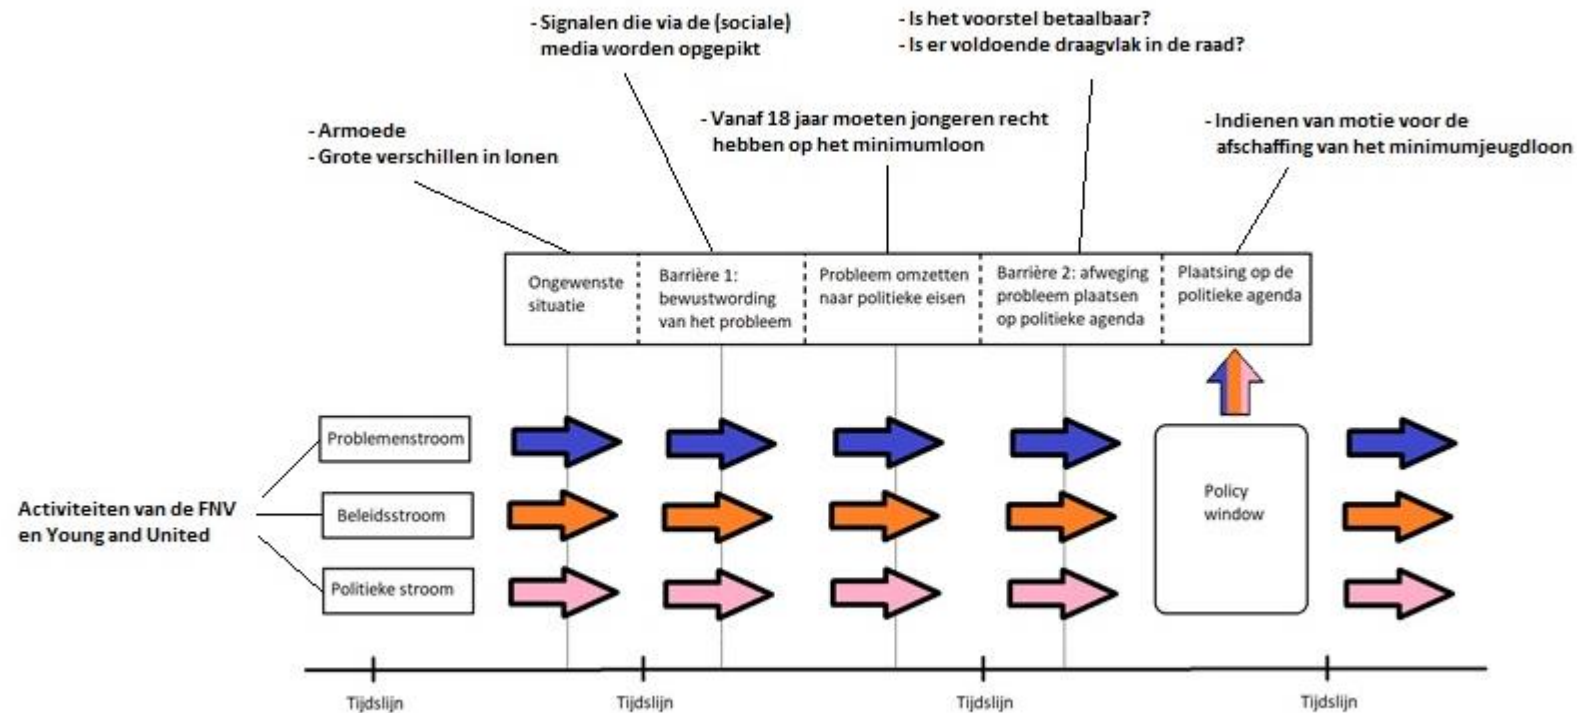 - Signalen die via de (sociale)
media worden opgepikt
- Is het voorstel betaalbaar?
- Is er voldoende draagvlak in de raad?
- Armoede
- Grote verschillen in lonen
- Vanaf 18 jaar moeten jongeren recht
hebben op het minimumloon
- Indienen van motie voor de
afschaffing van het minimumjeugdloon
Ongewenste
situatie
Barrière 1:
bewustwording
van het probleem
Probleem omzetten
naar politieke eisen
Barrière 2: afweging
probleem plaatsen
op politieke agenda
Plaatsing op de
politieke agenda
Problemenstroom
Beleidsstroom
Politieke stroom
Activiteiten van de FNV
en Young and United
Policy
window
Tijdslijn
Tijdslijn
Tijdslijn
Tijdslijn